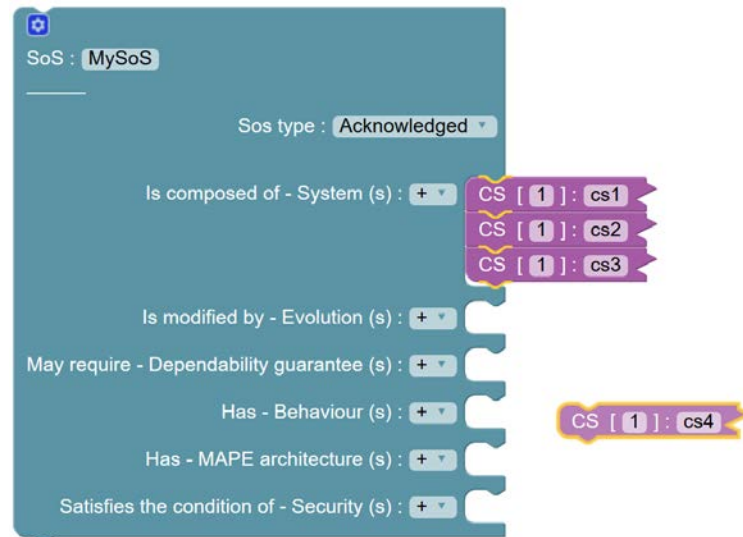 SoS : MySoS
Sos type : Acknowledged
Is composed of - System (s) : +
CS [ 1 ] : cs1
CS [ 1 ] : cs2
CS [ 1 ] : cs3
Is modified by - Evolution (s) : +
May require - Dependability guarantee (s) : +
Has - Behaviour (s) : +
CS [ 1 ] : cs4
Has - MAPE architecture (s) : +
Satisfies the condition of - Security (s) : +